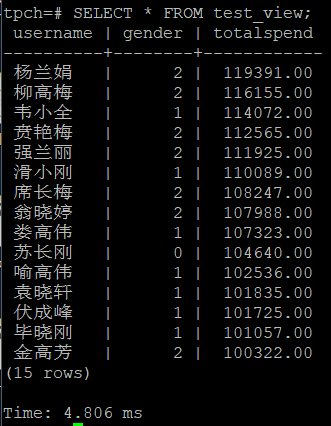 tpch=# SELECT * FROM test_view;
 username | gender | totalspend
----------+--------+------------
 杨兰娟   |      2 |  119391.00
 柳高梅   |      2 |  116155.00
 韦小全   |      1 |  114072.00
 贲艳梅   |      2 |  112565.00
 强兰丽   |      2 |  111925.00
 滑小刚   |      1 |  110089.00
 席长梅   |      2 |  108247.00
 翁晓婷   |      2 |  107988.00
 娄高伟   |      1 |  107323.00
 苏长刚   |      0 |  104640.00
 喻高伟   |      1 |  102536.00
 袁晓轩   |      1 |  101835.00
 伏成峰   |      1 |  101725.00
 毕晓刚   |      1 |  101057.00
 金高芳   |      2 |  100322.00
(15 rows)
Time: 4.806 ms